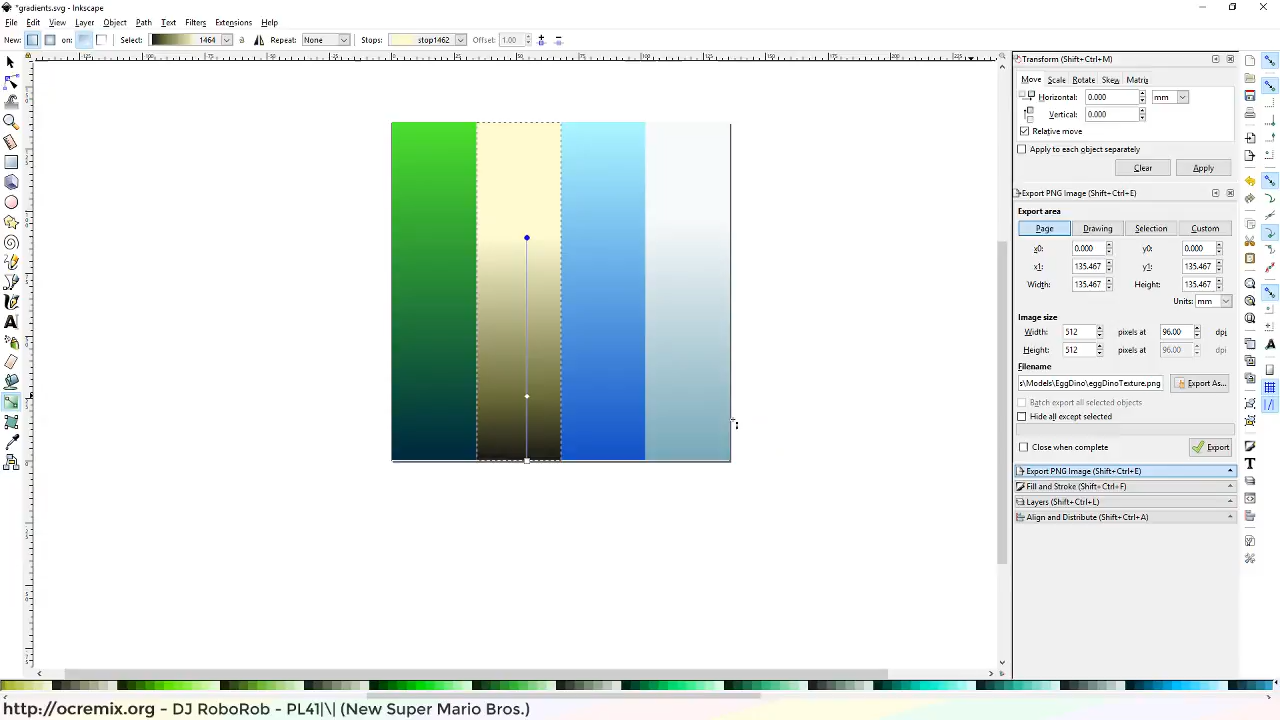 *gradients.svg - Inkscape
File Edit View Layer Object Path Text Filters Extensions Help
New: on: Select: 1464 Repeat: None Stops: stop1462 Offset: 1.00
Transform (Shift+Ctrl+M)
Move Scale Rotate Skew Matrix
Horizontal: 0.000 mm
Vertical: 0.000
Relative move
Apply to each object separately
Clear Apply
Export PNG Image (Shift+Ctrl+E)
Export area
Page Drawing Selection Custom
x0: 0.000 y0: 0.000
x1: 135.467 y1: 135.467
Width: 135.467 Height: 135.467
Units: mm
Image size
Width: 512 pixels at 96.00 dpi
Height: 512 pixels at 96.00 dpi
Filename
s\Models\EggDino\eggDinoTexture.png Export As...
Batch export all selected objects
Hide all except selected
Close when complete Export
Export PNG Image (Shift+Ctrl+E)
Fill and Stroke (Shift+Ctrl+F)
Layers (Shift+Ctrl+L)
Align and Distribute (Shift+Ctrl+A)
http://ocremix.org - DJ RoboRob - PL41|\| (New Super Mario Bros.)